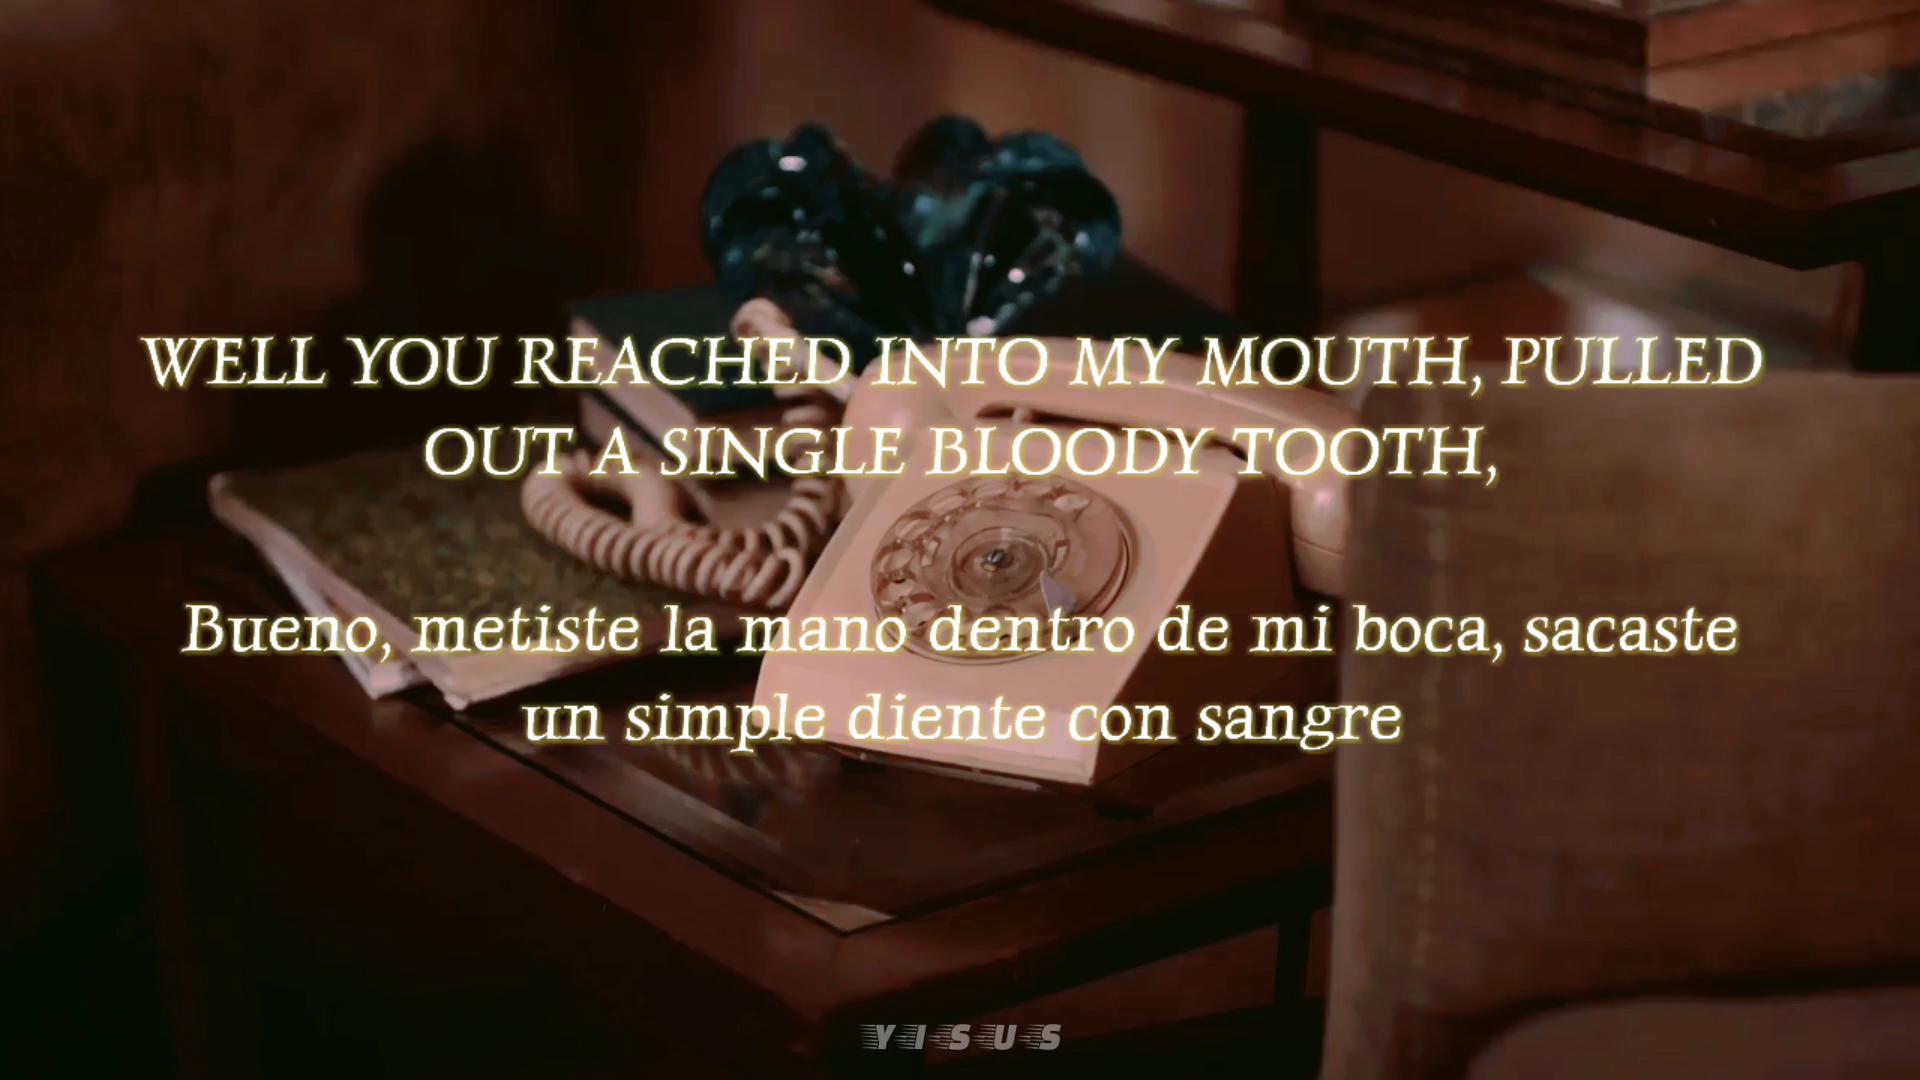 WELL YOU REACHED INTO MY MOUTH, PULLED
OUT A SINGLE BLOODY TOOTH,
Bueno, metiste la mano dentro de mi boca, sacaste
un simple diente con sangre
YISUS